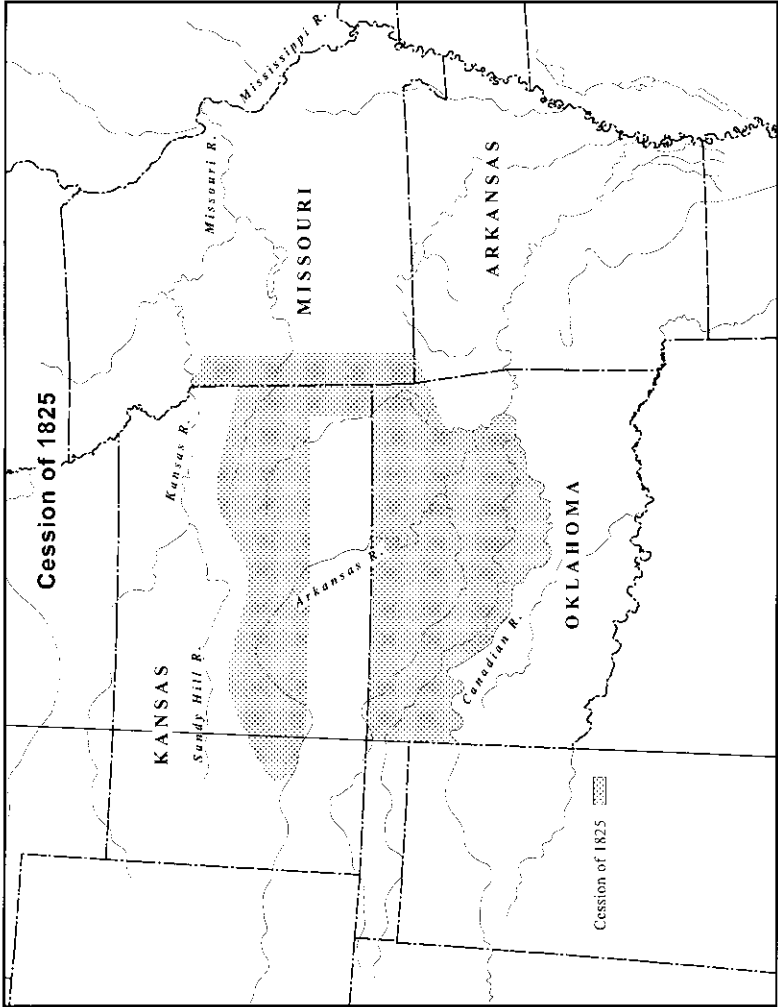 Cession of 1825
Mississippi R.
Missouri R.
MISSOURI
ARKANSAS
Kansas R.
KANSAS
Sandy Hill R.
Arkansas R.
OKLAHOMA
Canadian R.
Cession of 1825